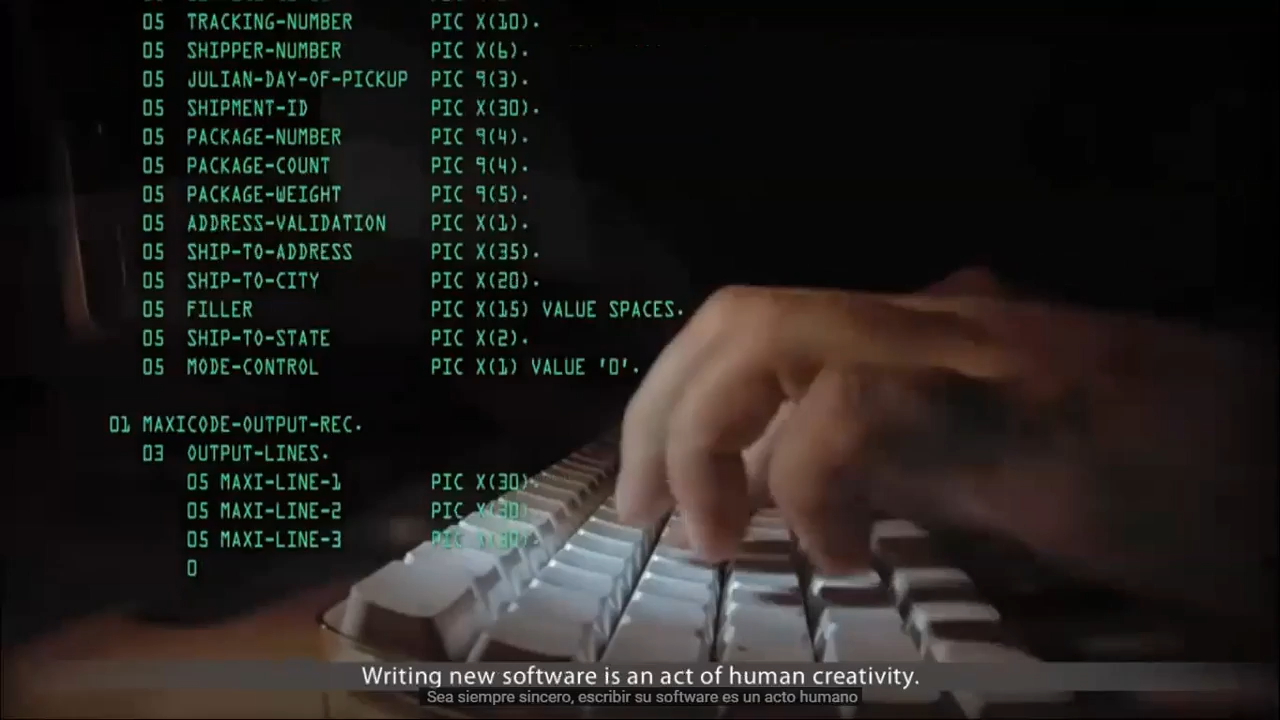 05 TRACKING-NUMBER PIC X(10).
05 SHIPPER-NUMBER PIC X(6).
05 JULIAN-DAY-OF-PICKUP PIC 9(3).
05 SHIPMENT-ID PIC X(30).
05 PACKAGE-NUMBER PIC 9(4).
05 PACKAGE-COUNT PIC 9(4).
05 PACKAGE-WEIGHT PIC 9(5).
05 ADDRESS-VALIDATION PIC X(1).
05 SHIP-TO-ADDRESS PIC X(35).
05 SHIP-TO-CITY PIC X(20).
05 FILLER PIC X(15) VALUE SPACES.
05 SHIP-TO-STATE PIC X(2).
05 MODE-CONTROL PIC X(1) VALUE '0'.
01 MAXICODE-OUTPUT-REC.
03 OUTPUT-LINES.
05 MAXI-LINE-1 PIC X(30).
05 MAXI-LINE-2 PIC X(30)
05 MAXI-LINE-3 PIC X(30).
0
Writing new software is an act of human creativity.
Sea siempre sincero, escribir su software es un acto humano